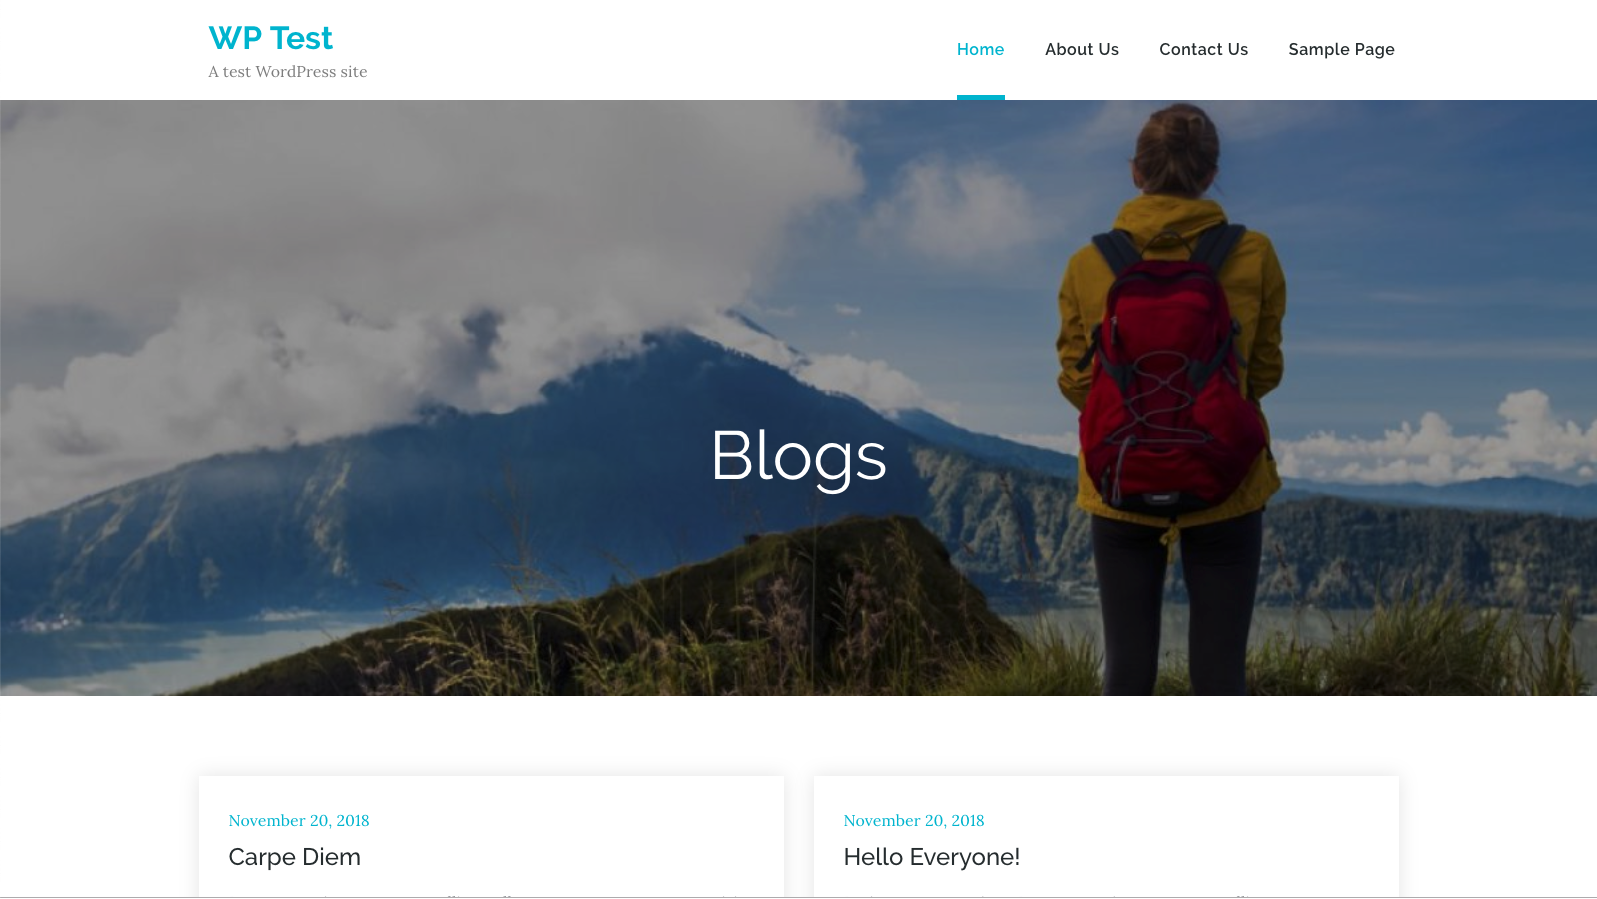 WP Test
A test WordPress site
Home About Us Contact Us Sample Page
Blogs
November 20, 2018
Carpe Diem
November 20, 2018
Hello Everyone!